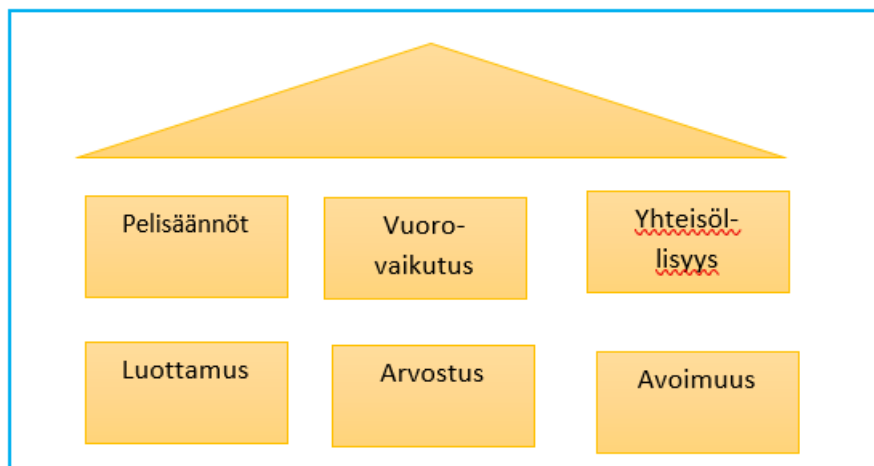 Pelisäännöt
Vuoro-
vaikutus
Yhteisöl-
lisyys
Luottamus
Arvostus
Avoimuus